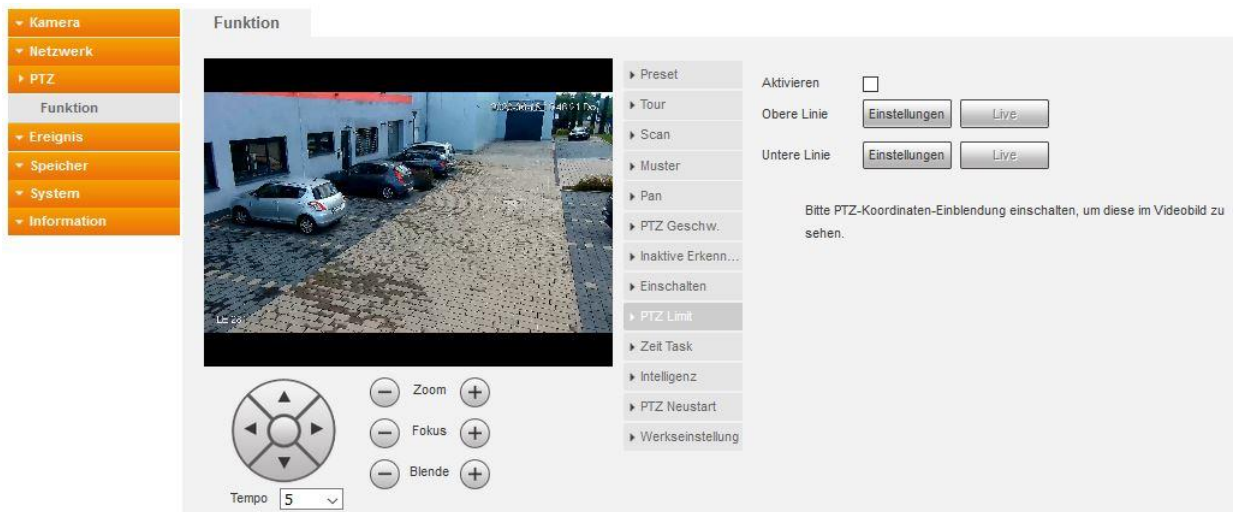 Kamera
Netzwerk
PTZ
Funktion
Ereignis
Speicher
System
Information
Funktion
Preset
Tour
Scan
Muster
Pan
PTZ Geschw.
Inaktive Erkenn...
Einschalten
PTZ Limit
Zeit Task
Intelligenz
PTZ Neustart
Werkseinstellung
Aktivieren
Obere Linie Einstellungen Live
Untere Linie Einstellungen Live
Bitte PTZ-Koordinaten-Einblendung einschalten, um diese im Videobild zu
sehen.
Zoom
Fokus
Blende
Tempo 5